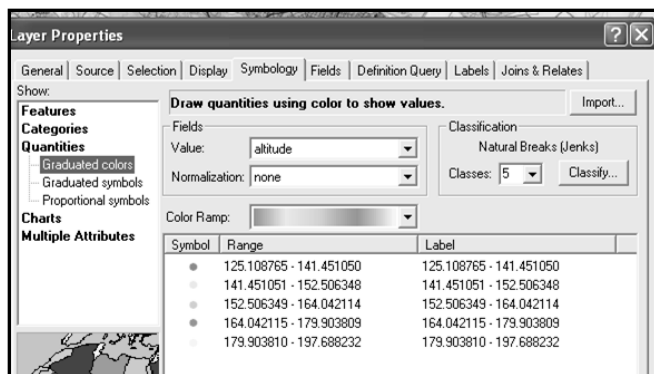 Layer Properties
General Source Selection Display Symbology Fields Definition Query Labels Joins & Relates
Show:
Features
Categories
Quantities
Graduated colors
Graduated symbols
Proportional symbols
Charts
Multiple Attributes
Draw quantities using color to show values.
Import...
Fields
Value: altitude
Normalization: none
Classification
Natural Breaks (Jenks)
Classes: 5 Classify...
Color Ramp:
Symbol Range Label
125.108765 - 141.451050 125.108765 - 141.451050
141.451051 - 152.506348 141.451051 - 152.506348
152.506349 - 164.042114 152.506349 - 164.042114
164.042115 - 179.903809 164.042115 - 179.903809
179.903810 - 197.688232 179.903810 - 197.688232